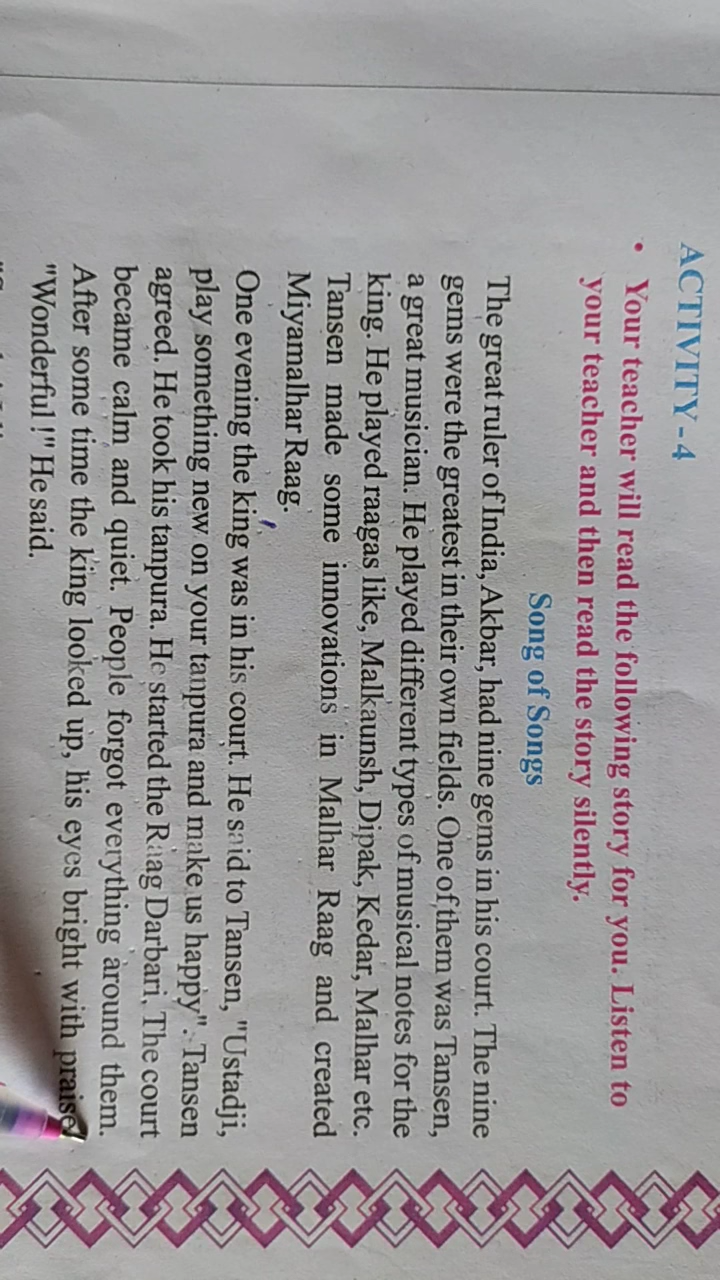 ACTIVITY-4
• Your teacher will read the following story for you. Listen to
your teacher and then read the story silently.
Song of Songs
The great ruler of India, Akbar, had nine gems in his court. The nine
gems were the greatest in their own fields. One of them was Tansen,
a great musician. He played different types of musical notes for the
king. He played raagas like, Malkaunsh, Dipak, Kedar, Malhar etc.
Tansen made some innovations in Malhar Raag and created
Miyamalhar Raag.
One evening the king was in his court. He said to Tansen, "Ustadji,
play something new on your tanpura and make us happy". Tansen
agreed. He took his tanpura. He started the Raag Darbari. The court
became calm and quiet. People forgot everything around them.
After some time the king looked up, his eyes bright with praise
"Wonderful !" He said.